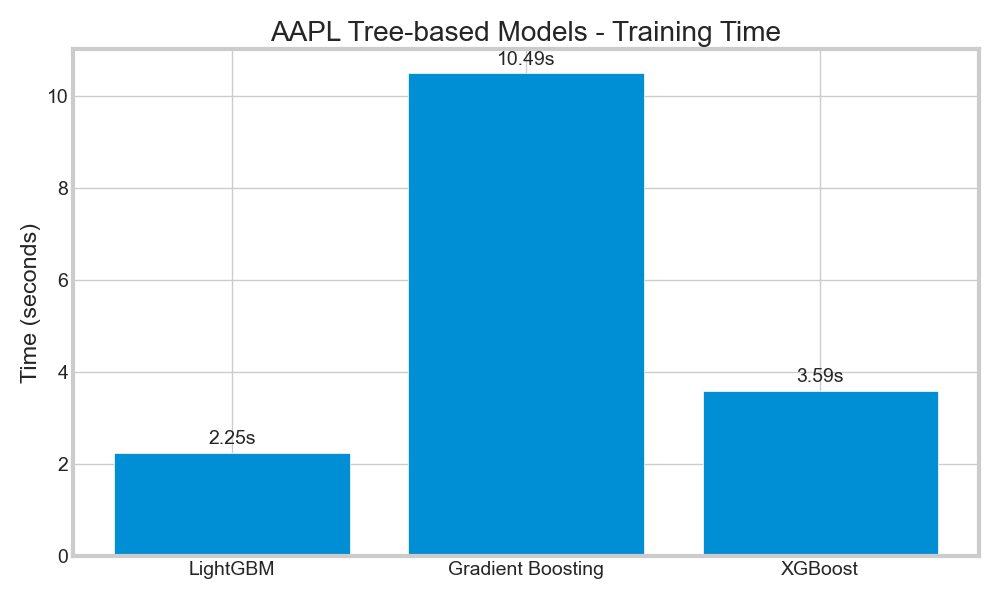 AAPL Tree-based Models - Training Time
10.49s
10
8
Time (seconds)
6
4
3.59s
2.25s
2
0
LightGBM
Gradient Boosting
XGBoost